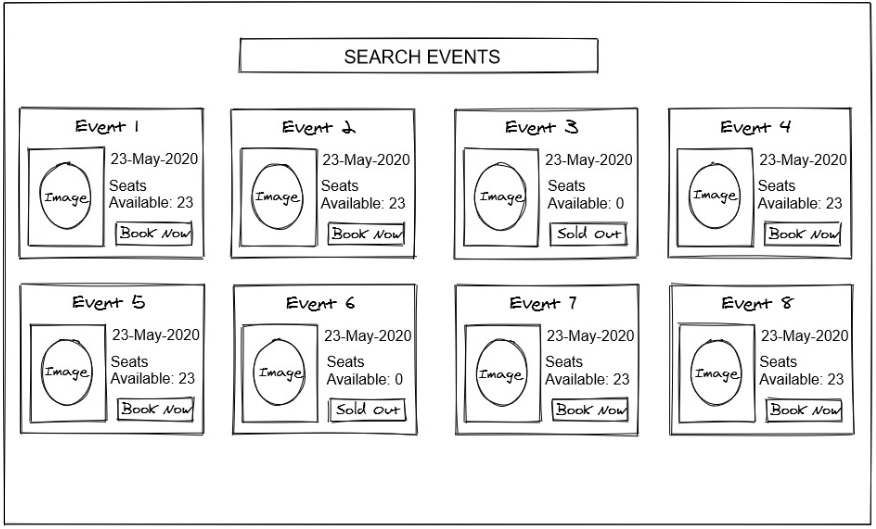 SEARCH EVENTS
Event 1
23-May-2020
Seats
Available: 23
Image
Book Now
Event 2
23-May-2020
Seats
Available: 23
Image
Book Now
Event 3
23-May-2020
Seats
Available: 0
Image
Sold Out
Event 4
23-May-2020
Seats
Available: 23
Image
Book Now
Event 5
23-May-2020
Seats
Available: 23
Image
Book Now
Event 6
23-May-2020
Seats
Available: 0
Image
Sold Out
Event 7
23-May-2020
Seats
Available: 23
Image
Book Now
Event 8
23-May-2020
Seats
Available: 23
Image
Book Now